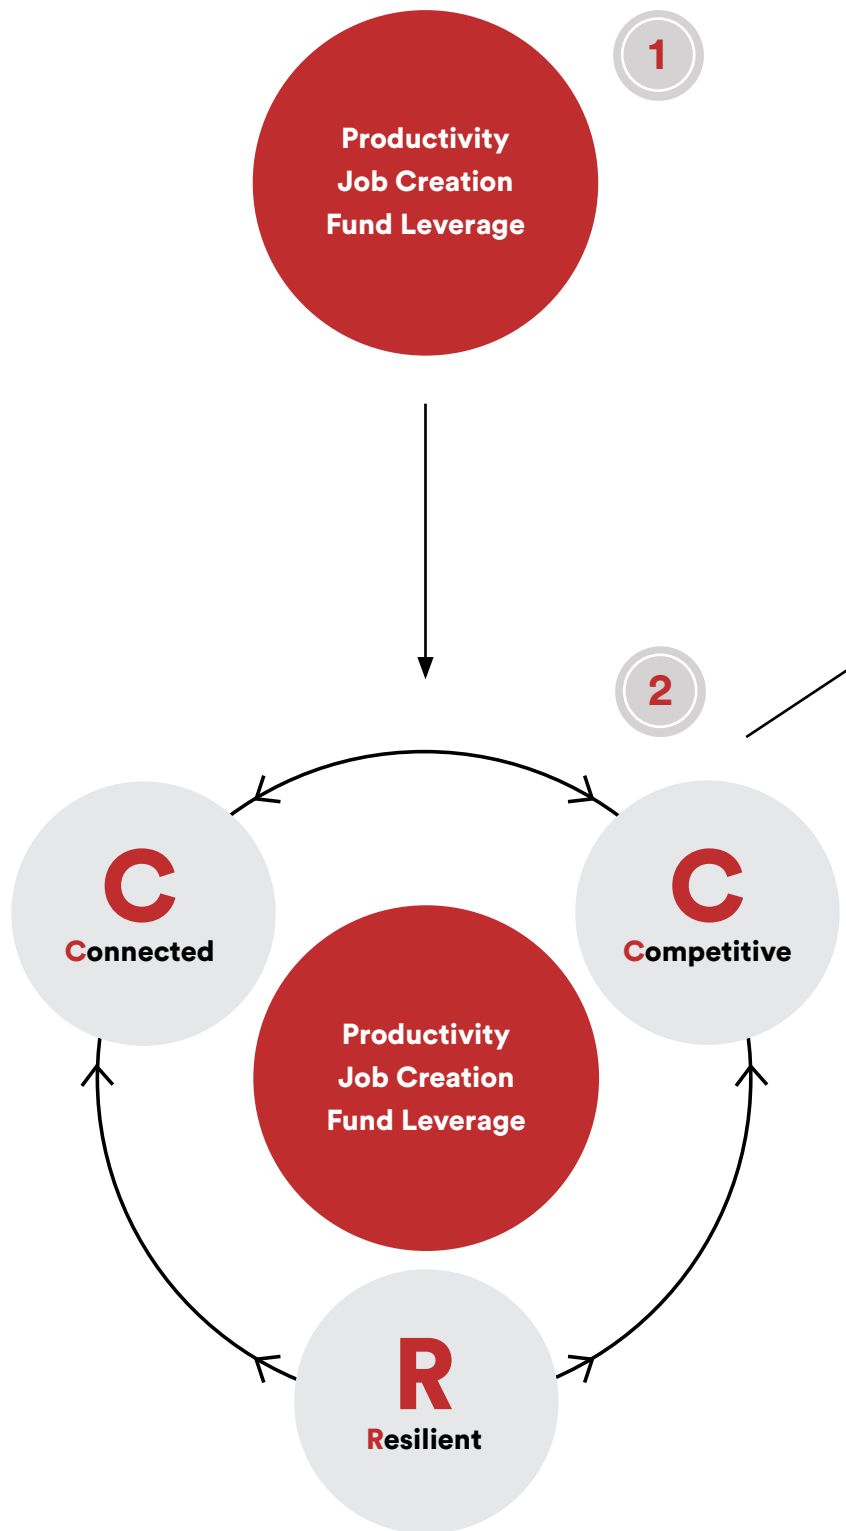 1
Productivity
Job Creation
Fund Leverage
2
C
Connected
C
Competitive
Productivity
Job Creation
Fund Leverage
R
Resilient